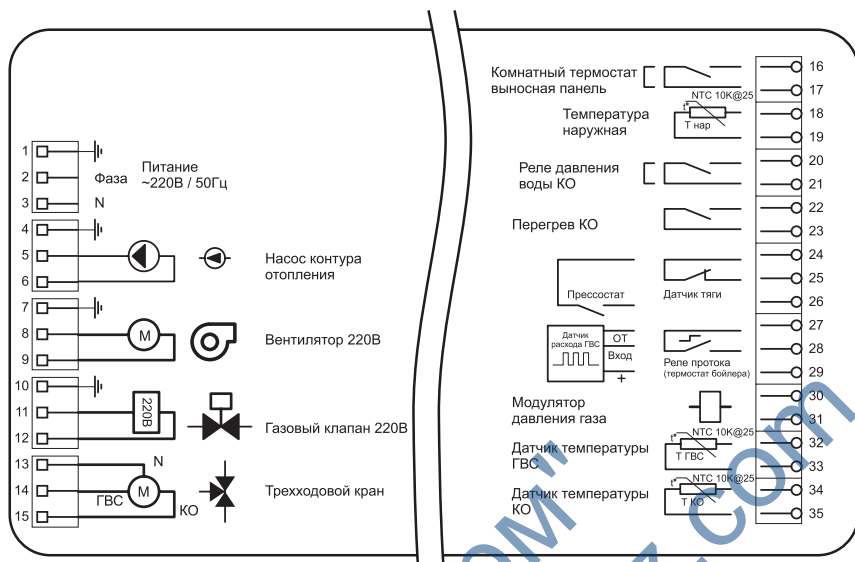 1
2
Фаза
3
N
Питание
~220В / 50Гц
4
5
6
Насос контура
отопления
7
8
M
9
Вентилятор 220В
10
11
220В
12
Газовый клапан 220В
13
N
14
ГВС
M
15
КО
Трехходовой кран
Комнатный термостат
выносная панель
16
17
NTC 10K@25
Температура
наружная
t°
Т нар
18
19
Реле давления
воды КО
20
21
Перегрев КО
22
23
Прессостат
Датчик тяги
24
25
26
Датчик
расхода ГВС
ОТ
Вход
+
Реле протока
(термостат бойлера)
27
28
29
Модулятор
давления газа
30
31
Датчик температуры
ГВС
t°
NTC 10K@25
Т ГВС
32
33
Датчик температуры
КО
t°
NTC 10K@25
Т КО
34
35
ОМ"
z.com